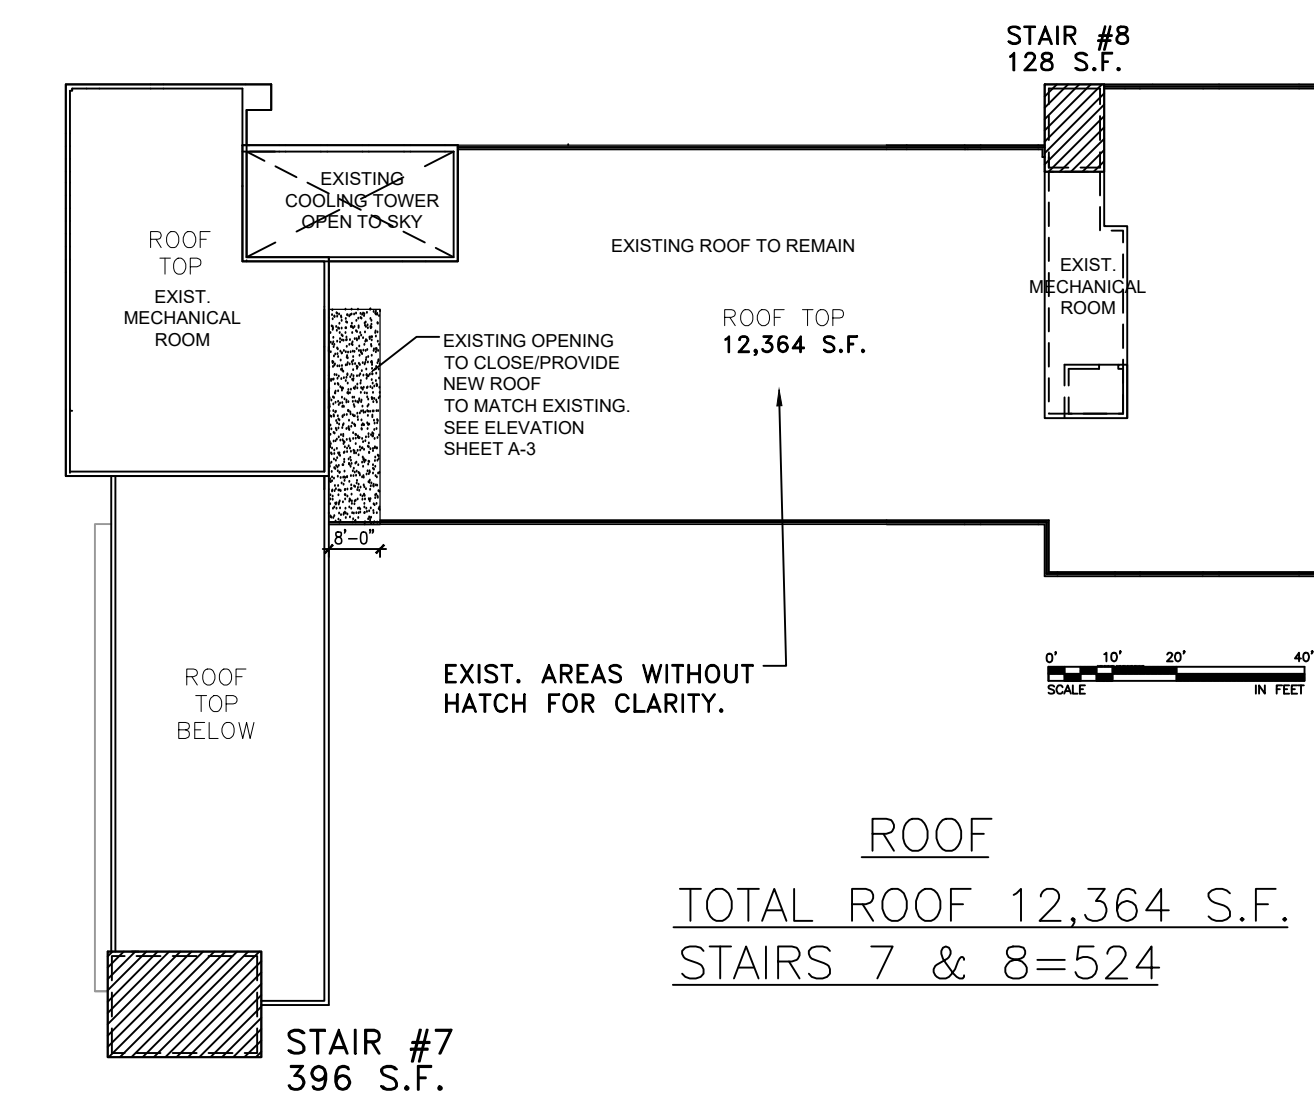 STAIR #8
128 S.F.
EXISTING
COOLING TOWER
OPEN TO SKY
ROOF
TOP
EXIST.
MECHANICAL
ROOM
EXISTING ROOF TO REMAIN
ROOF TOP
12,364 S.F.
EXIST.
MECHANICAL
ROOM
EXISTING OPENING
TO CLOSE/PROVIDE
NEW ROOF
TO MATCH EXISTING.
SEE ELEVATION
SHEET A-3
8'-0"
EXIST. AREAS WITHOUT
HATCH FOR CLARITY.
0' 10' 20' 40'
SCALE IN FEET
ROOF
TOP
BELOW
ROOF
TOTAL ROOF 12,364 S.F.
STAIRS 7 & 8=524
STAIR #7
396 S.F.